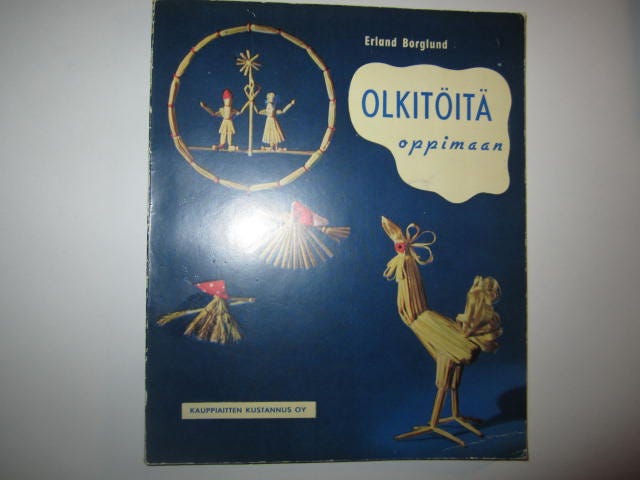 Erland Borglund
OLKITÖITÄ
oppimaan
KAUPPIAITTEN KUSTANNUS OY